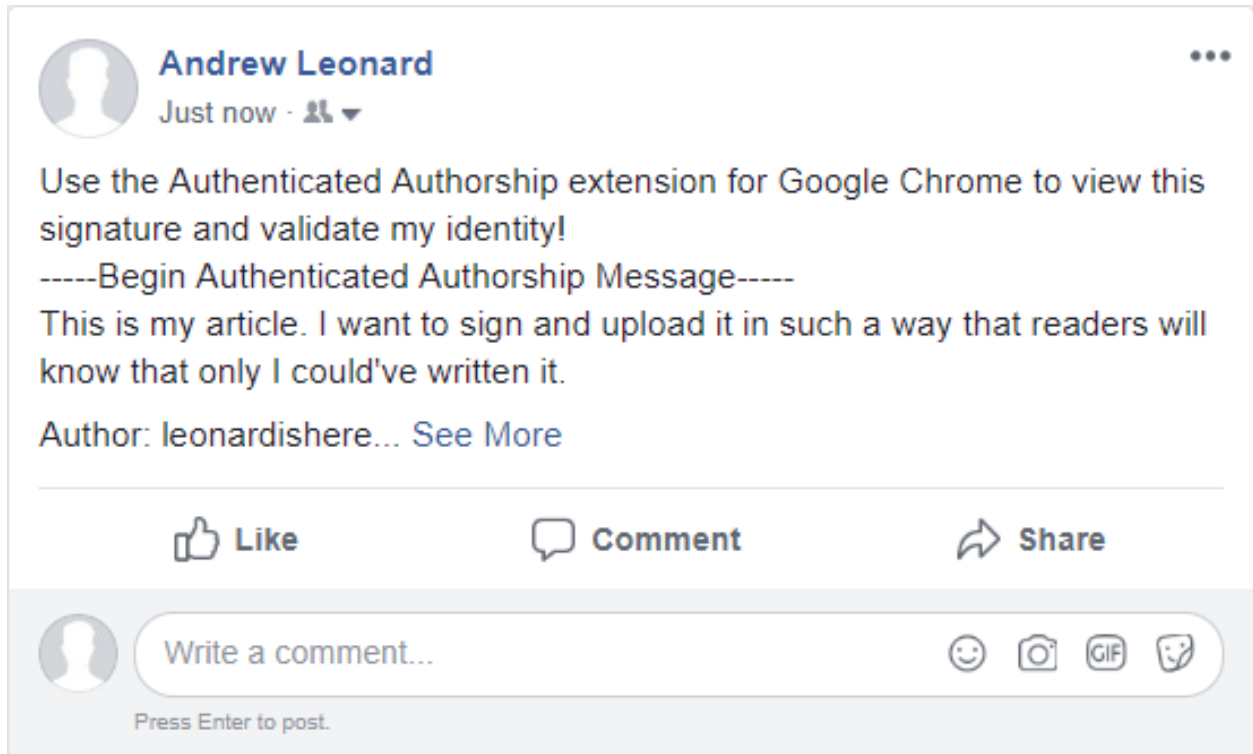 Andrew Leonard
Just now ·
Use the Authenticated Authorship extension for Google Chrome to view this
signature and validate my identity!
-----Begin Authenticated Authorship Message-----
This is my article. I want to sign and upload it in such a way that readers will
know that only I could've written it.
Author: leonardishere... See More
Like Comment Share
Write a comment... GIF
Press Enter to post.